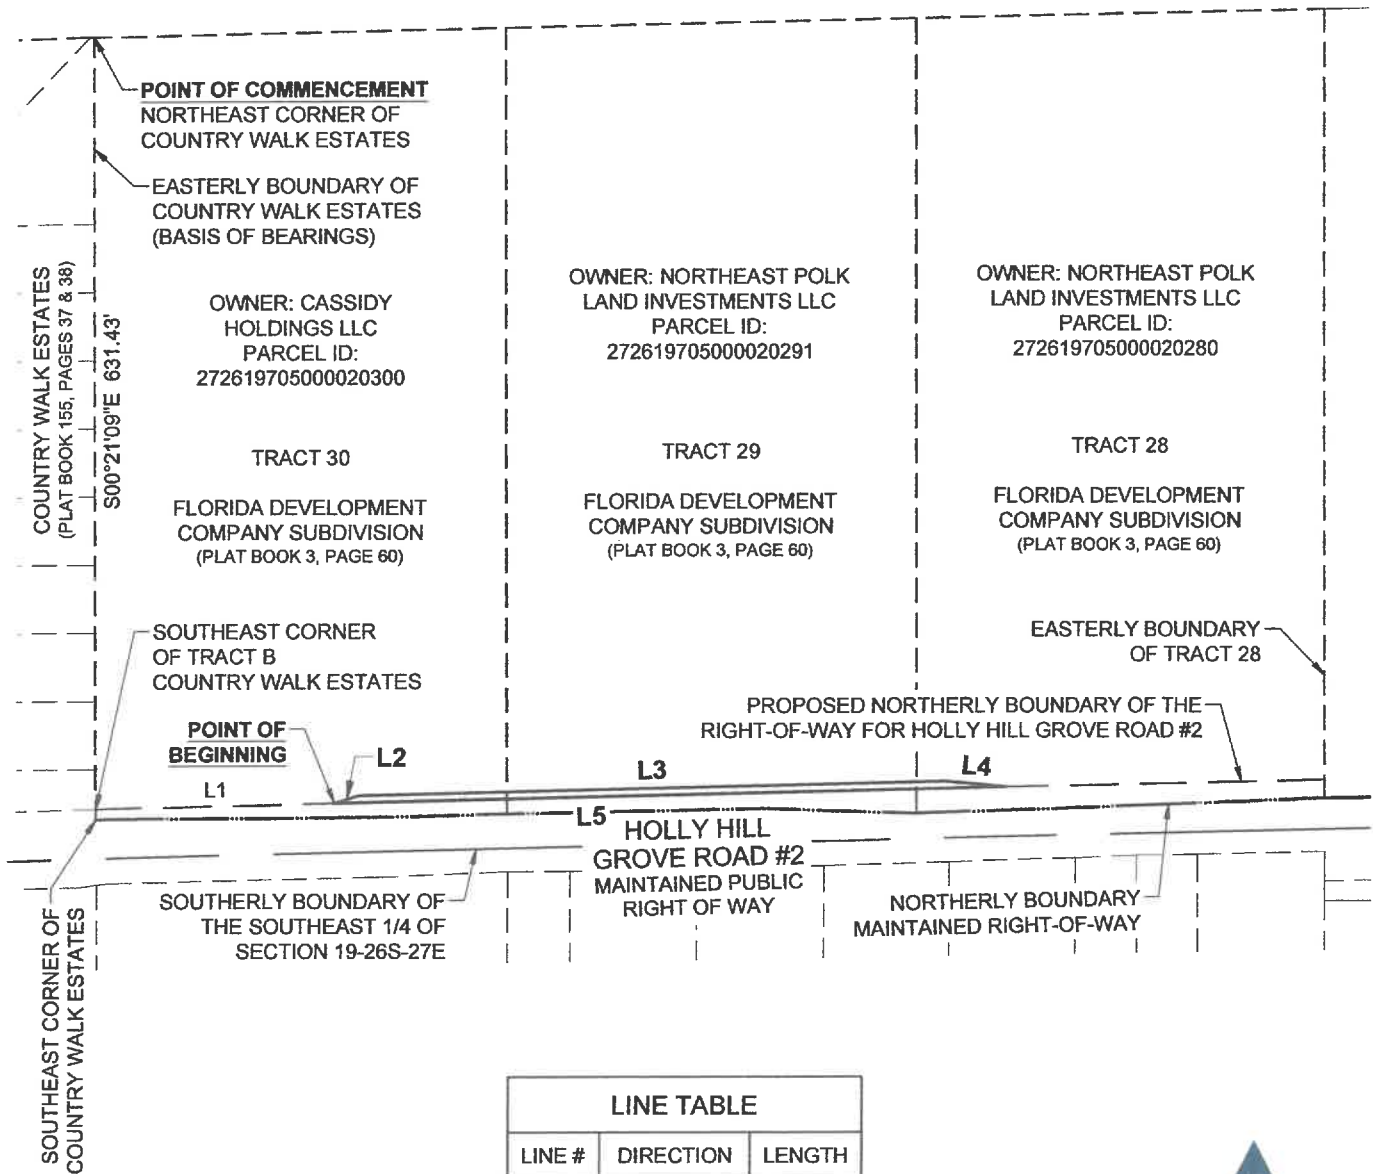 POINT OF COMMENCEMENT
NORTHEAST CORNER OF
COUNTRY WALK ESTATES
EASTERLY BOUNDARY OF
COUNTRY WALK ESTATES
(BASIS OF BEARINGS)
COUNTRY WALK ESTATES
(PLAT BOOK 155, PAGES 37 & 38)
S00°21'09"E 631.43'
OWNER: CASSIDY
HOLDINGS LLC
PARCEL ID:
272619705000020300
TRACT 30
FLORIDA DEVELOPMENT
COMPANY SUBDIVISION
(PLAT BOOK 3, PAGE 60)
OWNER: NORTHEAST POLK
LAND INVESTMENTS LLC
PARCEL ID:
272619705000020291
TRACT 29
FLORIDA DEVELOPMENT
COMPANY SUBDIVISION
(PLAT BOOK 3, PAGE 60)
OWNER: NORTHEAST POLK
LAND INVESTMENTS LLC
PARCEL ID:
272619705000020280
TRACT 28
FLORIDA DEVELOPMENT
COMPANY SUBDIVISION
(PLAT BOOK 3, PAGE 60)
SOUTHEAST CORNER
OF TRACT B
COUNTRY WALK ESTATES
EASTERLY BOUNDARY
OF TRACT 28
PROPOSED NORTHERLY BOUNDARY OF THE
RIGHT-OF-WAY FOR HOLLY HILL GROVE ROAD #2
POINT OF
BEGINNING
L1
L2
L3
L4
L5
HOLLY HILL
GROVE ROAD #2
MAINTAINED PUBLIC
RIGHT OF WAY
SOUTHERLY BOUNDARY OF
THE SOUTHEAST 1/4 OF
SECTION 19-26S-27E
NORTHERLY BOUNDARY
MAINTAINED RIGHT-OF-WAY
SOUTHEAST CORNER OF
COUNTRY WALK ESTATES
LINE TABLE
LINE # DIRECTION LENGTH